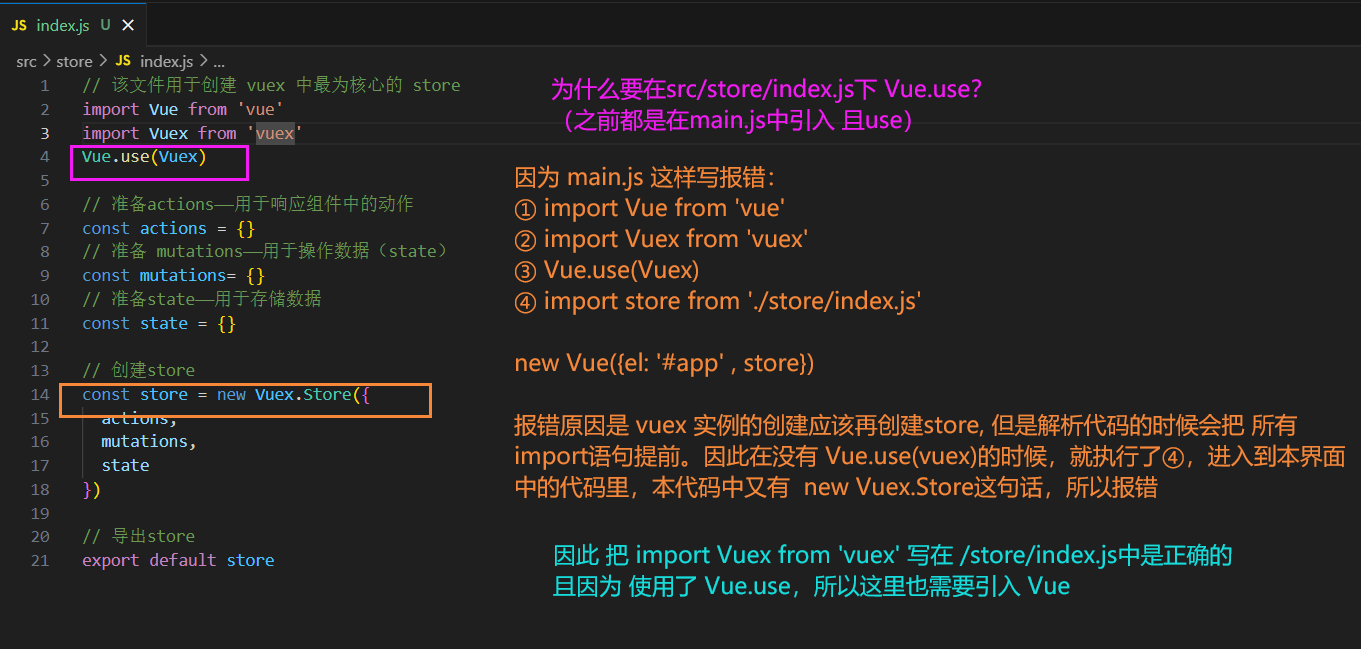 JS index.js U ×
src > store > JS index.js > ...
1 // 该文件用于创建 vuex 中最为核心的 store
2 import Vue from 'vue'
3 import Vuex from 'vuex'
4 Vue.use(Vuex)
5
6 // 准备actions——用于响应组件中的动作
7 const actions = {}
8 // 准备 mutations——用于操作数据（state）
9 const mutations= {}
10 // 准备state——用于存储数据
11 const state = {}
12
13 // 创建store
14 const store = new Vuex.Store({
15 actions,
16 mutations,
17 state
18 })
19
20 // 导出store
21 export default store
为什么要在src/store/index.js下 Vue.use?
（之前都是在main.js中引入 且use）
因为 main.js 这样写报错：
① import Vue from 'vue'
② import Vuex from 'vuex'
③ Vue.use(Vuex)
④ import store from './store/index.js'
new Vue({el: '#app' , store})
报错原因是 vuex 实例的创建应该再创建store, 但是解析代码的时候会把 所有
import语句提前。因此在没有 Vue.use(vuex)的时候，就执行了④，进入到本界面
中的代码里，本代码中又有 new Vuex.Store这句话，所以报错
因此 把 import Vuex from 'vuex' 写在 /store/index.js中是正确的
且因为 使用了 Vue.use，所以这里也需要引入 Vue